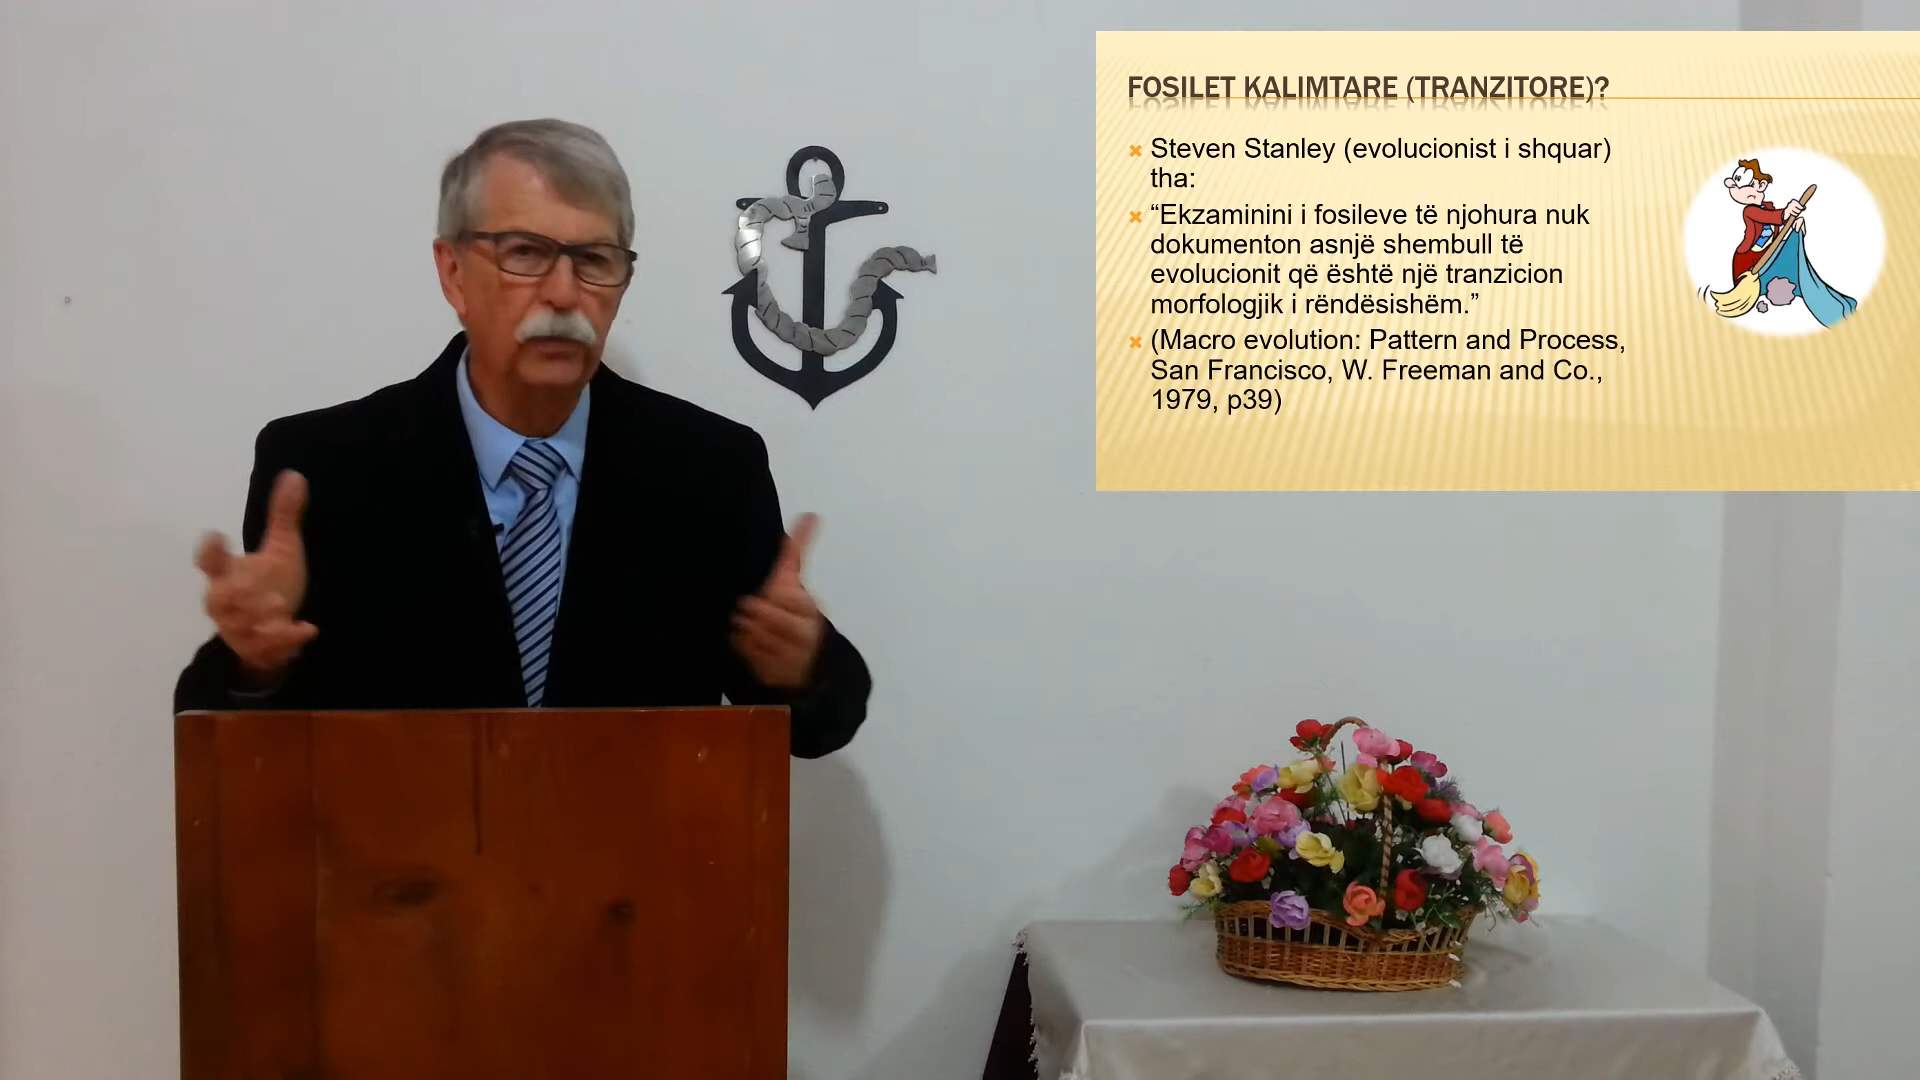 FOSILET KALIMTARE (TRANZITORE)?
Steven Stanley (evolucionist i shquar)
tha:
“Ekzaminini i fosileve të njohura nuk
dokumenton asnjë shembull të
evolucionit që është një tranzicion
morfologjik i rëndësishëm.”
(Macro evolution: Pattern and Process,
San Francisco, W. Freeman and Co.,
1979, p39)